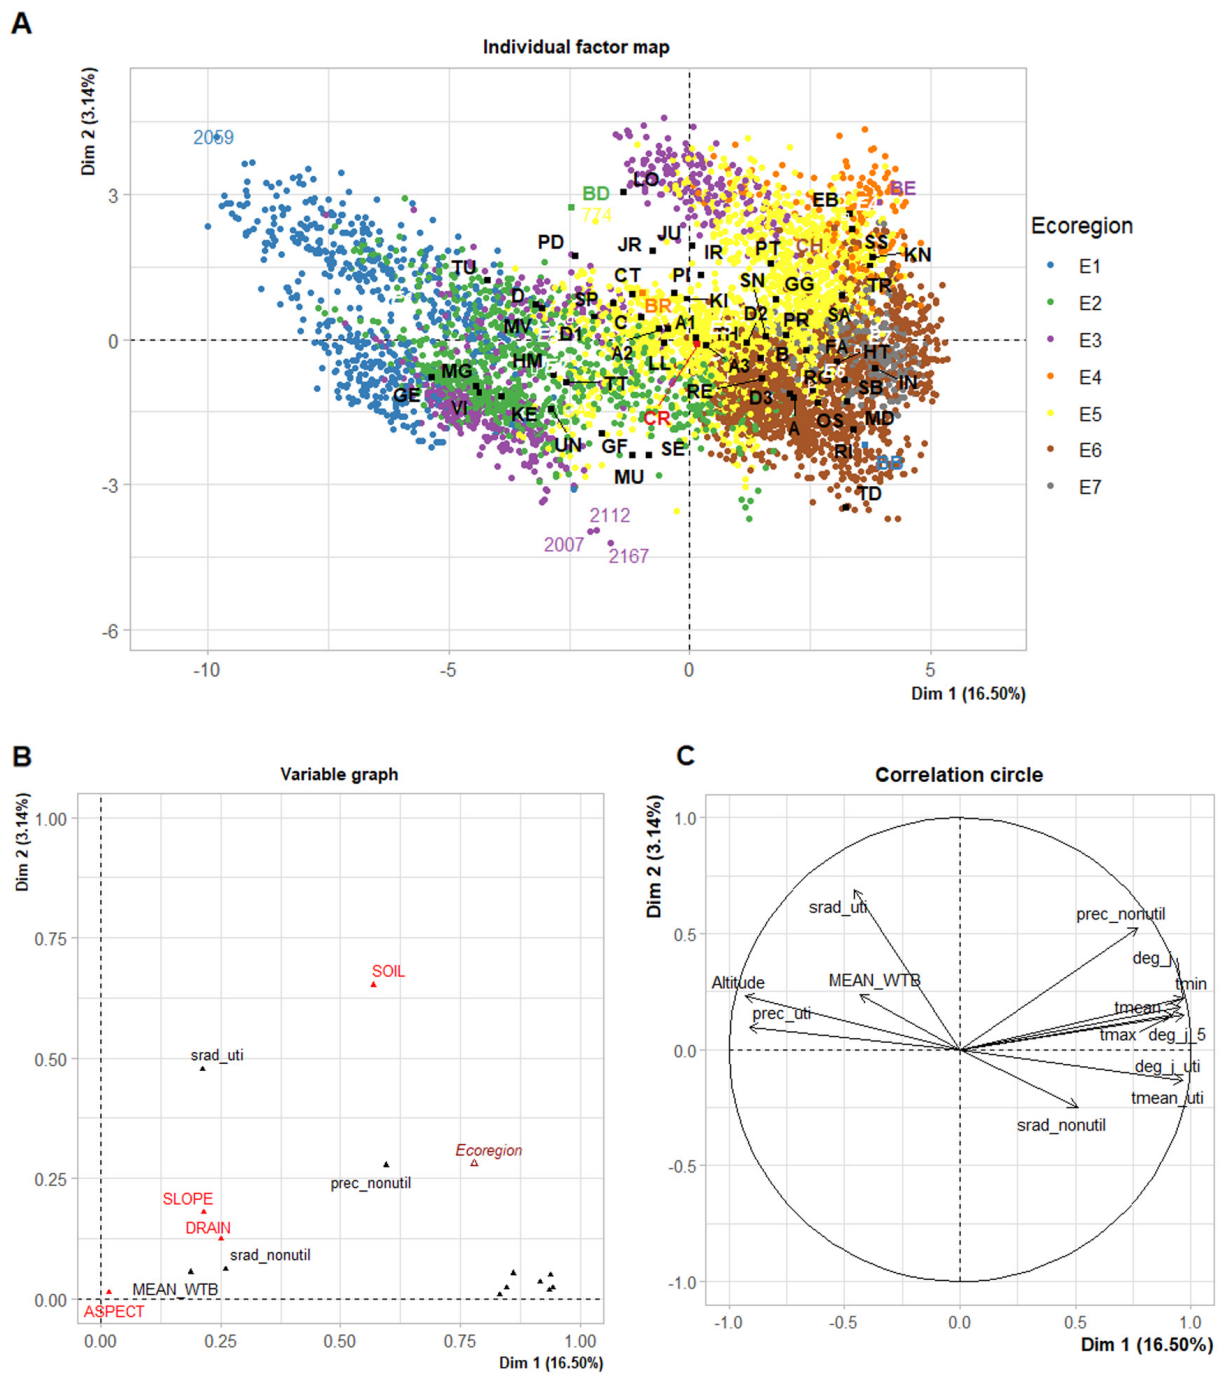 A
Individual factor map
Dim 2 (3.14%)
3
0
-3
-6
-10
-5
0
5
Dim 1 (16.50%)
2059
LO
BD
774
BE
EB
PD
JR
JU
IR
PT
CH
SS
KN
TU
CT
PI
SN
GG
TR
D
SP
BR
KI
MV
D1
C
A1
TH
D2
PR
SA
A2
HM
LL
A3
B
FA
HT
MG
TT
RE
RG
E6
SB
IN
GE
VI
KE
CR
D3
A
OS
MD
UN
GF
SE
RI
BB
MU
TD
2112
2007
2167
Ecoregion
E1
E2
E3
E4
E5
E6
E7
B
Variable graph
Dim 2 (3.14%)
1.00
0.75
0.50
0.25
0.00
SOIL
srad_uti
Ecoregion
prec_nonutil
SLOPE
DRAIN
srad_nonutil
MEAN_WTB
ASPECT
0.00
0.25
0.50
0.75
1.00
Dim 1 (16.50%)
C
Correlation circle
Dim 2 (3.14%)
1.0
0.5
0.0
-0.5
-1.0
srad_uti
prec_nonutil
deg_j
Altitude
MEAN_WTB
tmin
prec_uti
tmean
tmax
deg_j_5
deg_j_uti
tmean_uti
srad_nonutil
-1.0
-0.5
0.0
0.5
1.0
Dim 1 (16.50%)